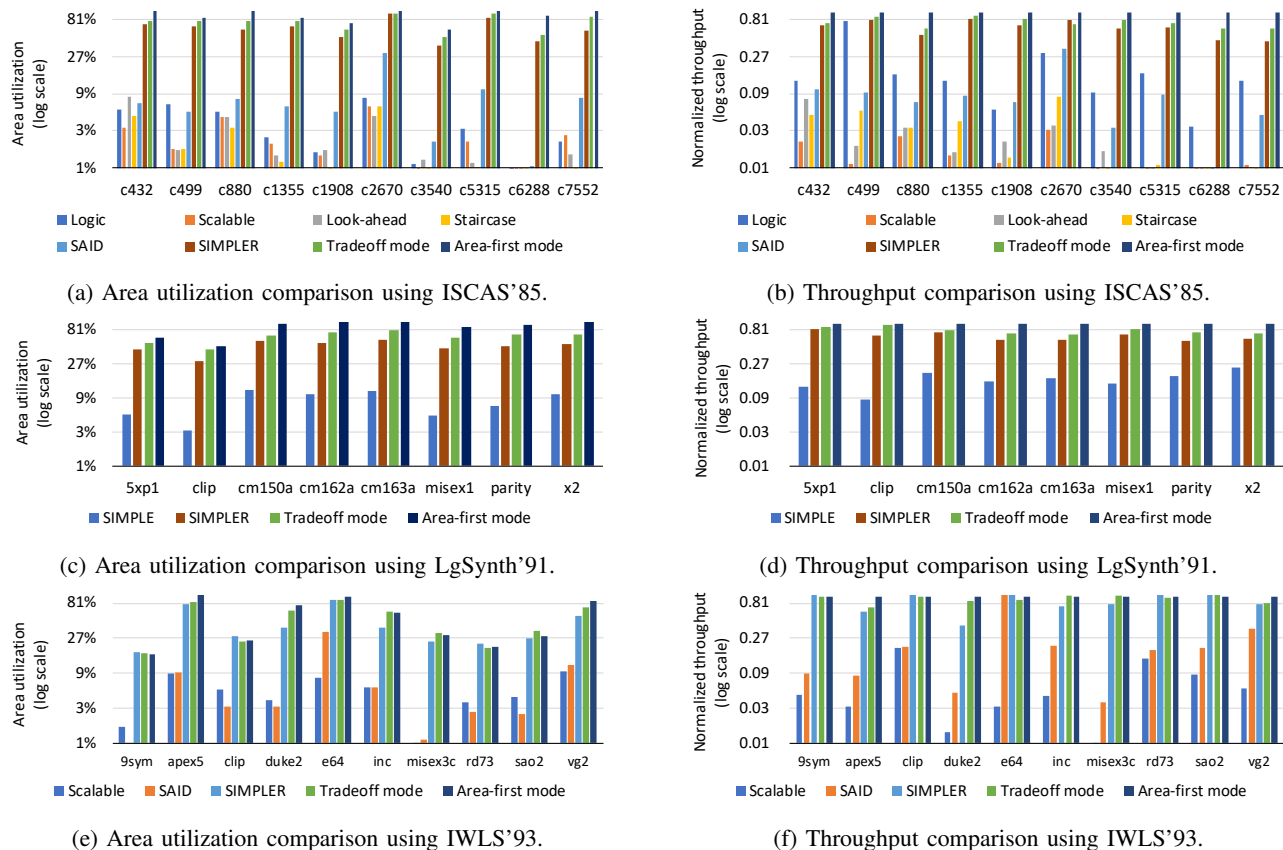 Area utilization
(log scale)
81%
27%
9%
3%
1%
c432 c499 c880 c1355 c1908 c2670 c3540 c5315 c6288 c7552
Logic Scalable Look-ahead Staircase
SAID SIMPLER Tradeoff mode Area-first mode
(a) Area utilization comparison using ISCAS’85.
Normalized throughput
(log scale)
0.81
0.27
0.09
0.03
0.01
c432 c499 c880 c1355 c1908 c2670 c3540 c5315 c6288 c7552
Logic Scalable Look-ahead Staircase
SAID SIMPLER Tradeoff mode Area-first mode
(b) Throughput comparison using ISCAS’85.
Area utilization
(log scale)
81%
27%
9%
3%
1%
5xp1 clip cm150a cm162a cm163a misex1 parity x2
SIMPLE SIMPLER Tradeoff mode Area-first mode
(c) Area utilization comparison using LgSynth’91.
Normalized throughput
(log scale)
0.81
0.27
0.09
0.03
0.01
5xp1 clip cm150a cm162a cm163a misex1 parity x2
SIMPLE SIMPLER Tradeoff mode Area-first mode
(d) Throughput comparison using LgSynth’91.
Area utilization
(log scale)
81%
27%
9%
3%
1%
9sym apex5 clip duke2 e64 inc misex3c rd73 sao2 vg2
Scalable SAID SIMPLER Tradeoff mode Area-first mode
(e) Area utilization comparison using IWLS’93.
Normalized throughput
(log scale)
0.81
0.27
0.09
0.03
0.01
9sym apex5 clip duke2 e64 inc misex3c rd73 sao2 vg2
Scalable SAID SIMPLER Tradeoff mode Area-first mode
(f) Throughput comparison using IWLS’93.